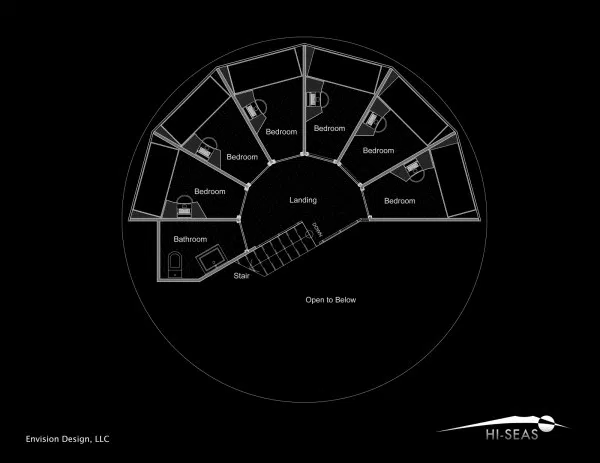 Bedroom
Bedroom
Bedroom
Bedroom
Bedroom
Bedroom
Landing
DOWN
Bathroom
Stair
Open to Below
Envision Design, LLC
HI-SEAS